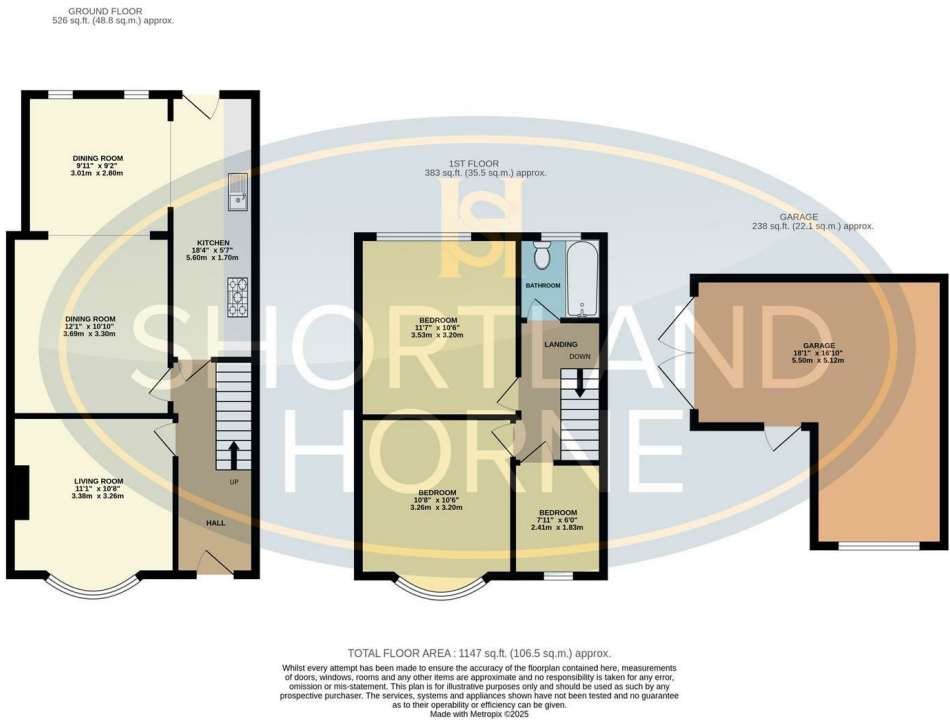 GROUND FLOOR
526 sq.ft. (48.8 sq.m.) approx.
DINING ROOM
9'11" x 9'2"
3.01m x 2.80m
KITCHEN
18'4" x 5'7"
5.60m x 1.70m
DINING ROOM
12'1" x 10'10"
3.69m x 3.30m
LIVING ROOM
11'1" x 10'8"
3.38m x 3.26m
UP
HALL
1ST FLOOR
383 sq.ft. (35.5 sq.m.) approx.
BATHROOM
BEDROOM
11'7" x 10'6"
3.53m x 3.20m
LANDING
DOWN
BEDROOM
10'8" x 10'6"
3.26m x 3.20m
BEDROOM
7'11" x 6'0"
2.41m x 1.83m
GARAGE
238 sq.ft. (22.1 sq.m.) approx.
GARAGE
18'1" x 16'10"
5.50m x 5.12m
SH
SHORTLAND
HORNE
TOTAL FLOOR AREA : 1147 sq.ft. (106.5 sq.m.) approx.
Whilst every attempt has been made to ensure the accuracy of the floorplan contained here, measurements
of doors, windows, rooms and any other items are approximate and no responsibility is taken for any error,
omission or mis-statement. This plan is for illustrative purposes only and should be used as such by any
prospective purchaser. The services, systems and appliances shown have not been tested and no guarantee
as to their operability or efficiency can be given.
Made with Metropix ©2025